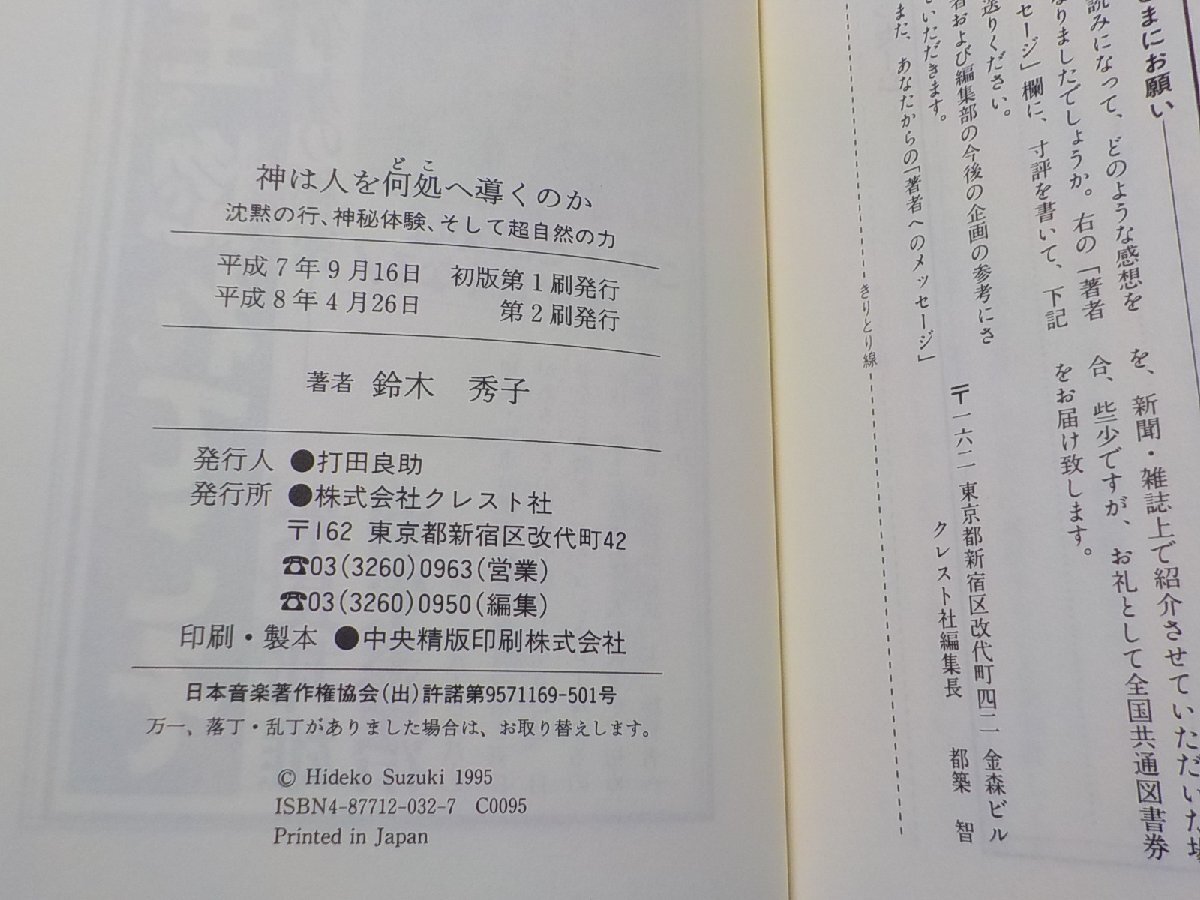 神は人を何処へ導くのか
どこ
沈黙の行、神秘体験、そして超自然の力
平成7年9月16日 初版第1刷発行
平成8年4月26日 第2刷発行
著者 鈴木 秀子
発行人 ●打田良助
発行所 ●株式会社クレスト社
〒162 東京都新宿区改代町42
☎03(3260)0963(営業)
☎03(3260)0950(編集)
印刷・製本 ●中央精版印刷株式会社
日本音楽著作権協会(出)許諾第9571169-501号
万一、落丁・乱丁がありました場合は、お取り替えします。
© Hideko Suzuki 1995
ISBN4-87712-032-7 C0095
Printed in Japan
まにお願い
読みになって、どのような感想を
なりましたでしょうか。右の「著者
セージ」欄に、寸評を書いて、下記
送りください。
者および編集部の今後の企画の参考にさ
ていただきます。
また、あなたからの「著者へのメッセージ」
を、新聞・雑誌上で紹介させていただいた場
合、些少ですが、お礼として全国共通図書券
をお届け致します。
〒一六二 東京都新宿区改代町四二 金森ビル
クレスト社編集長 都築 智
きりとり線